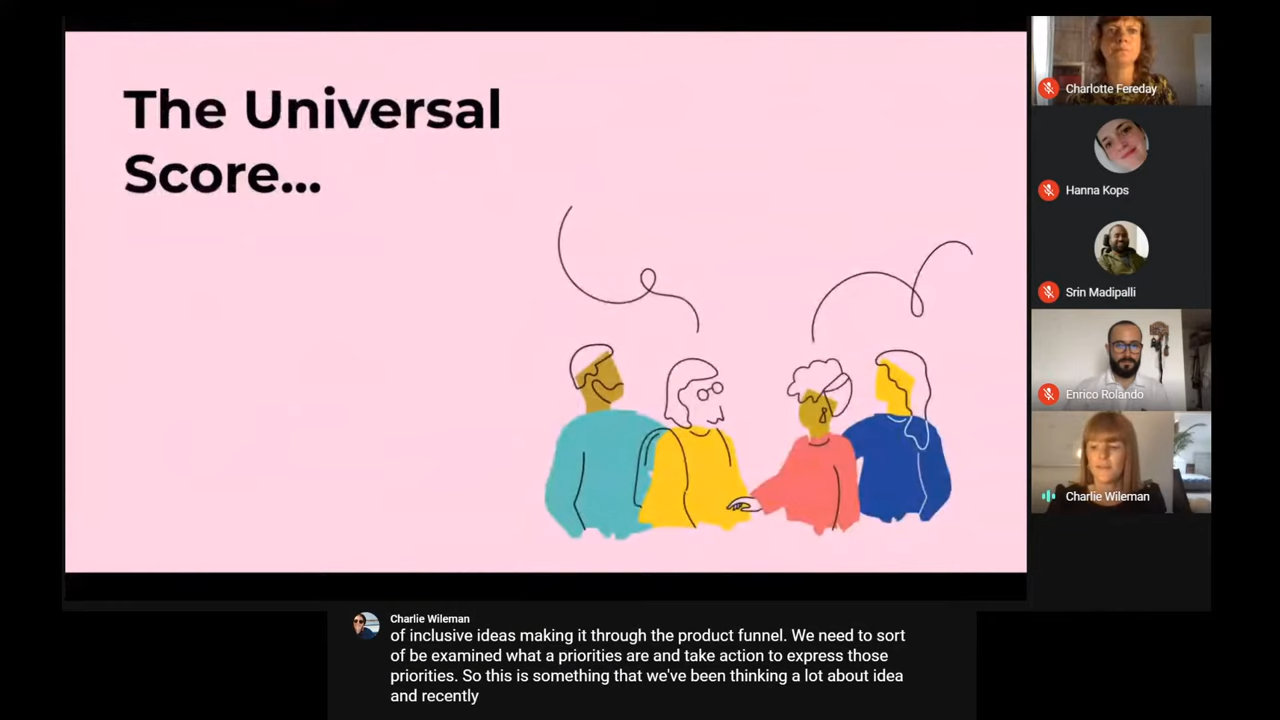 The Universal
Score...
Charlotte Fereday
Hanna Kops
Srin Madipalli
Enrico Rolando
Charlie Wileman
Charlie Wileman
of inclusive ideas making it through the product funnel. We need to sort
of be examined what a priorities are and take action to express those
priorities. So this is something that we've been thinking a lot about idea
and recently